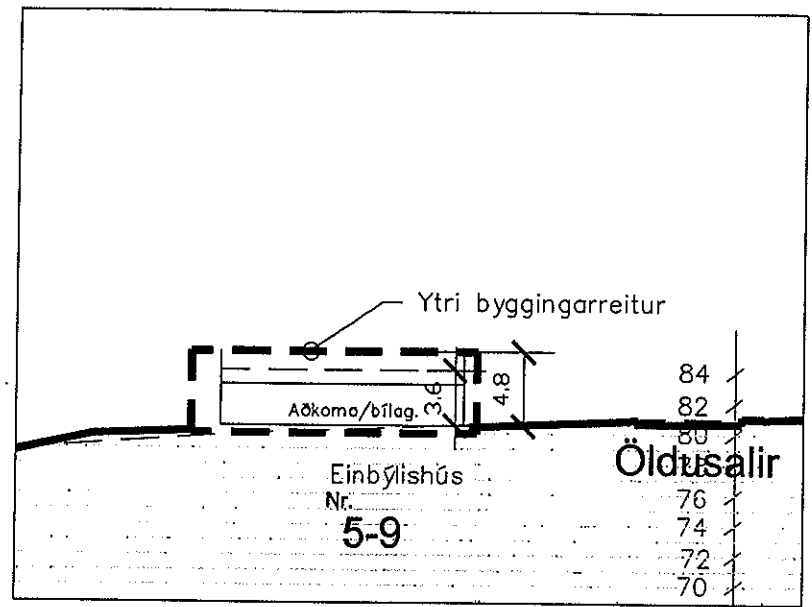 Ytri byggingarreitur
84
3,6
4,8
Aðkoma/bílag.
82
80
Öldusalir
Einbýlishús
Nr.
5-9
76
74
72
70